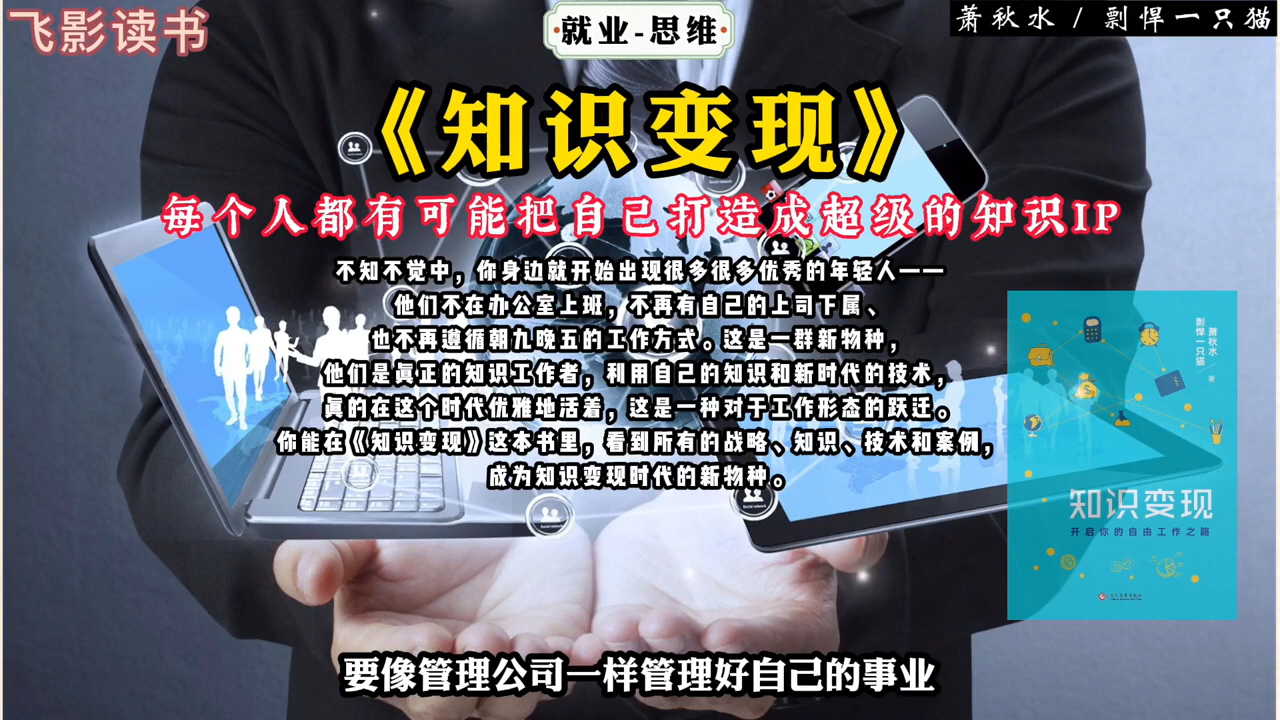 飞影读书
就业-思维
萧秋水 / 剽悍一只猫
《知识变现》
每个人都有可能把自己打造成超级的知识IP
不知不觉中，你身边就开始出现很多很多优秀的年轻人——
他们不在办公室上班，不再有自己的上司下属、
也不再遵循朝九晚五的工作方式。这是一群新物种，
他们是真正的知识工作者，利用自己的知识和新时代的技术，
真的在这个时代优雅地活着，这是一种对于工作形态的跃迁。
你能在《知识变现》这本书里，看到所有的战略、知识、技术和案例，
成为知识变现时代的新物种。
萧秋水
剽悍一只猫
著
知识变现
开启你的自由工作之路
Social network
要像管理公司一样管理好自己的事业